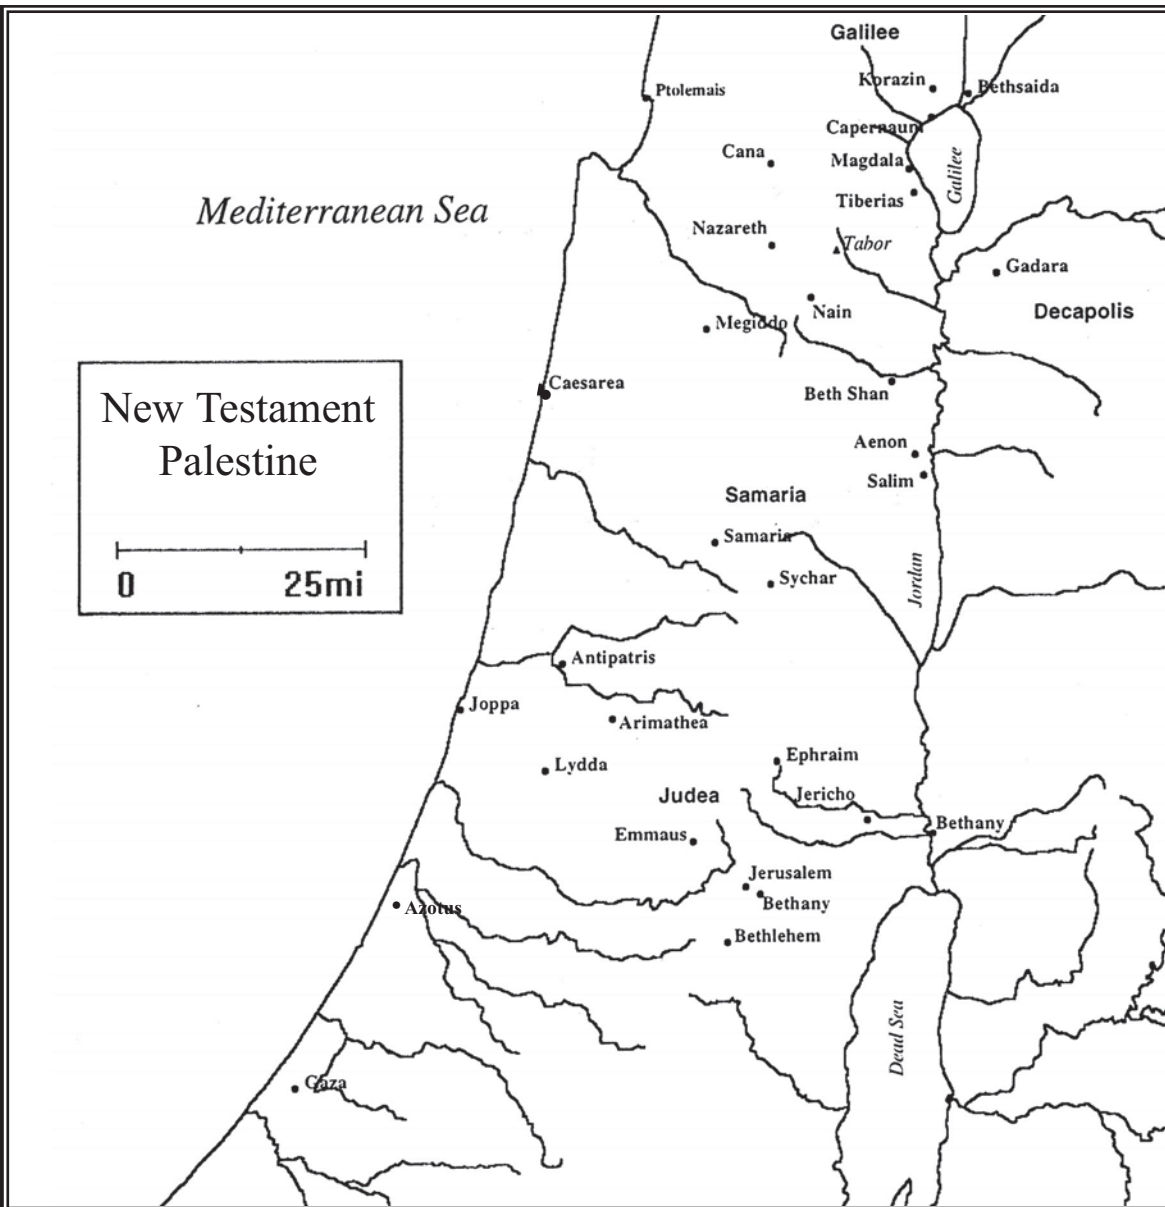 Galilee
Korazin
Bethsaida
Ptolemais
Capernaum
Cana
Magdala
Galilee
Tiberias
Mediterranean Sea
Nazareth
Tabor
Gadara
Nain
Decapolis
Megiddo
Caesarea
Beth Shan
New Testament
Palestine
0 25mi
Aenon
Salim
Samaria
Samaria
Sychar
Jordan
Antipatris
Joppa
Arimathea
Lydda
Ephraim
Judea
Jericho
Emmaus
Bethany
Jerusalem
Bethany
Azotus
Bethlehem
Dead Sea
Gaza